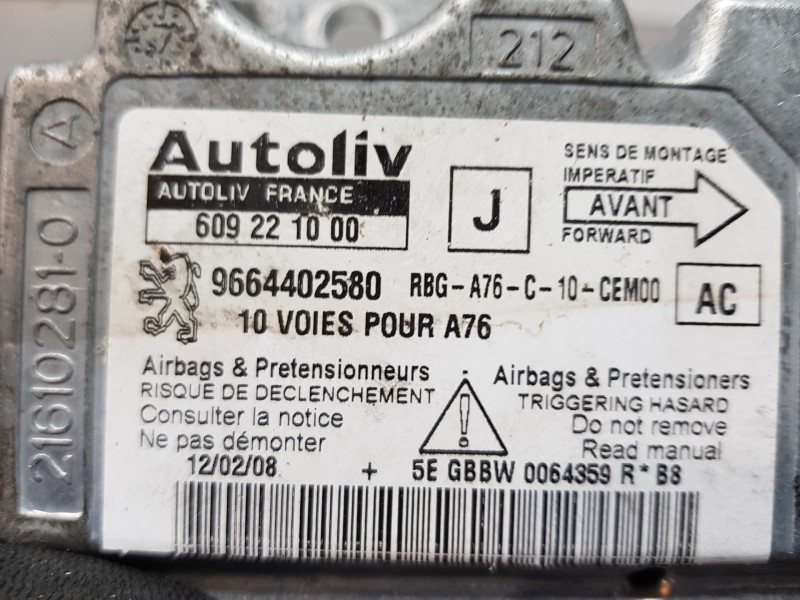 212
A
21610281-0
Autoliv
AUTOLIV FRANCE
609 22 10 00
J
SENS DE MONTAGE
IMPERATIF
AVANT
FORWARD
9664402580 RBG-A76-C-10-CEM00
AC
10 VOIES POUR A76
Airbags & Pretensionneurs
RISQUE DE DECLENCHEMENT
Consulter la notice
Ne pas démonter
!
Airbags & Pretensioners
TRIGGERING HASARD
Do not remove
Read manual
12/02/08 + 5E GBBW 0064359 R*B8